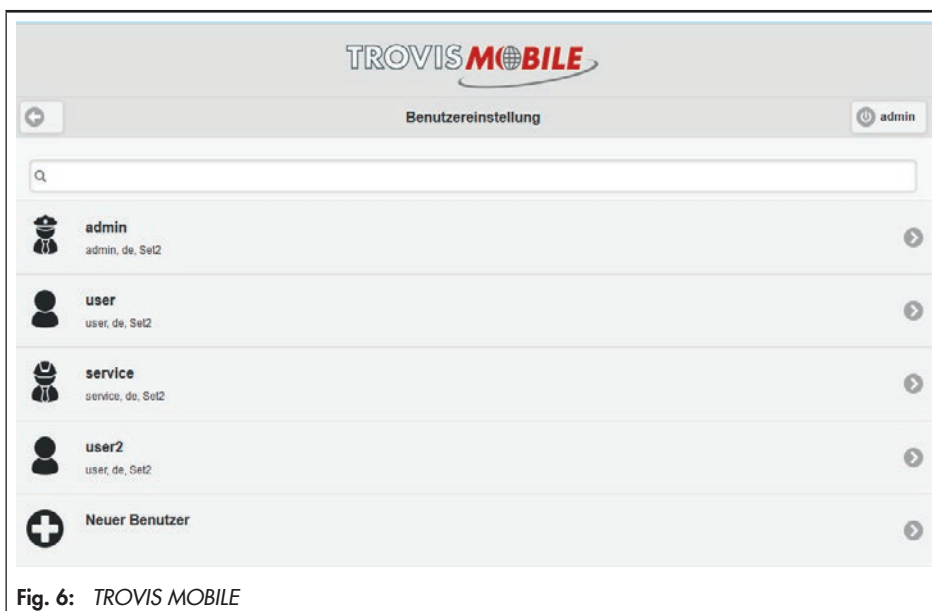 TROVIS MOBILE
Benutzereinstellung
admin
admin
admin, de, Set2
user
user, de, Set2
service
service, de, Set2
user2
user, de, Set2
Neuer Benutzer
Fig. 6: TROVIS MOBILE